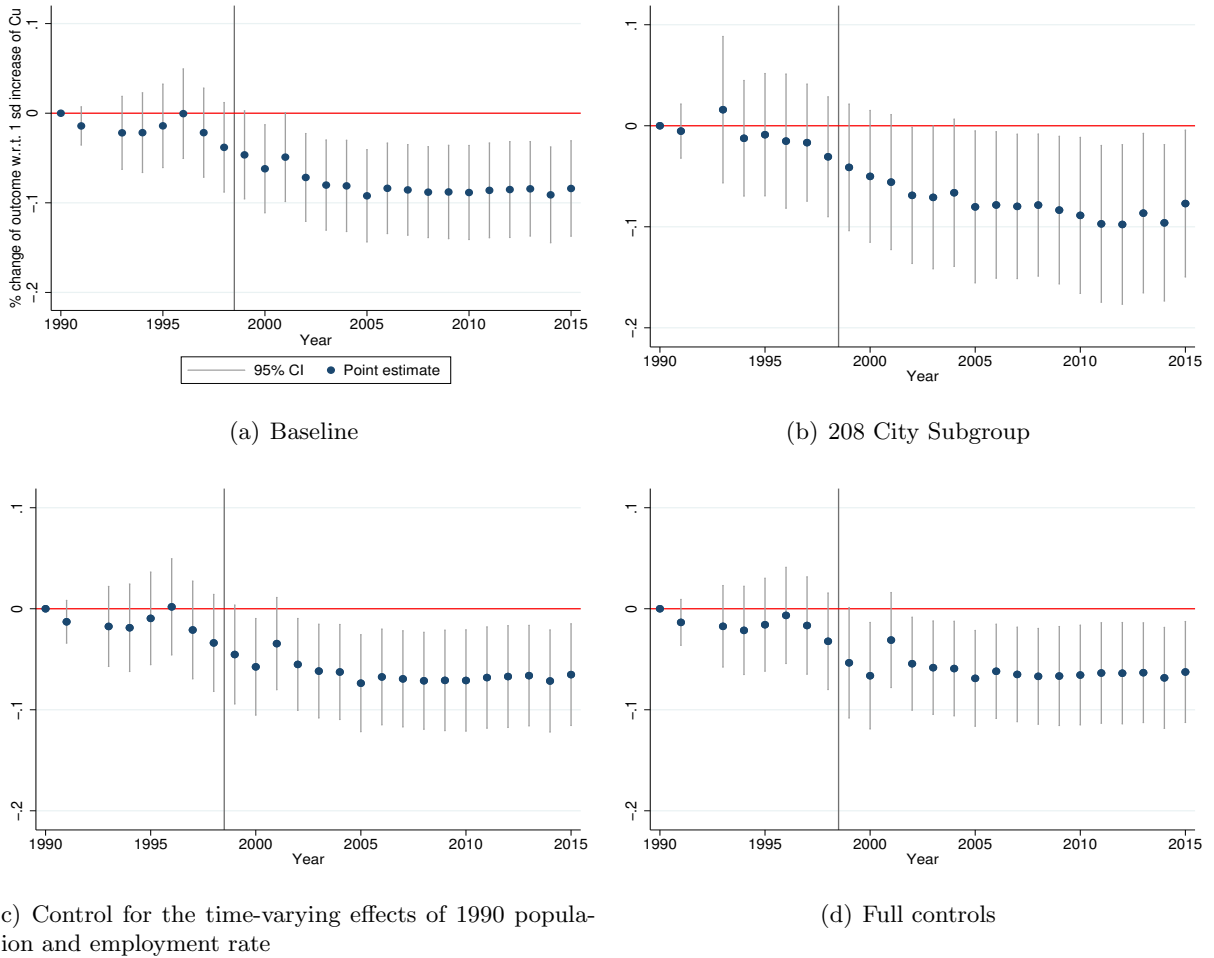 % change of outcome w.r.t. 1 sd increase of Cu
.1
0
-.1
-.2
1990 1995 2000 2005 2010 2015
Year
95% CI Point estimate
(a) Baseline
.1
0
-.1
-.2
1990 1995 2000 2005 2010 2015
Year
(b) 208 City Subgroup
.1
0
-.1
-.2
1990 1995 2000 2005 2010 2015
Year
c) Control for the time-varying effects of 1990 popula-
ion and employment rate
.1
0
-.1
-.2
1990 1995 2000 2005 2010 2015
Year
(d) Full controls